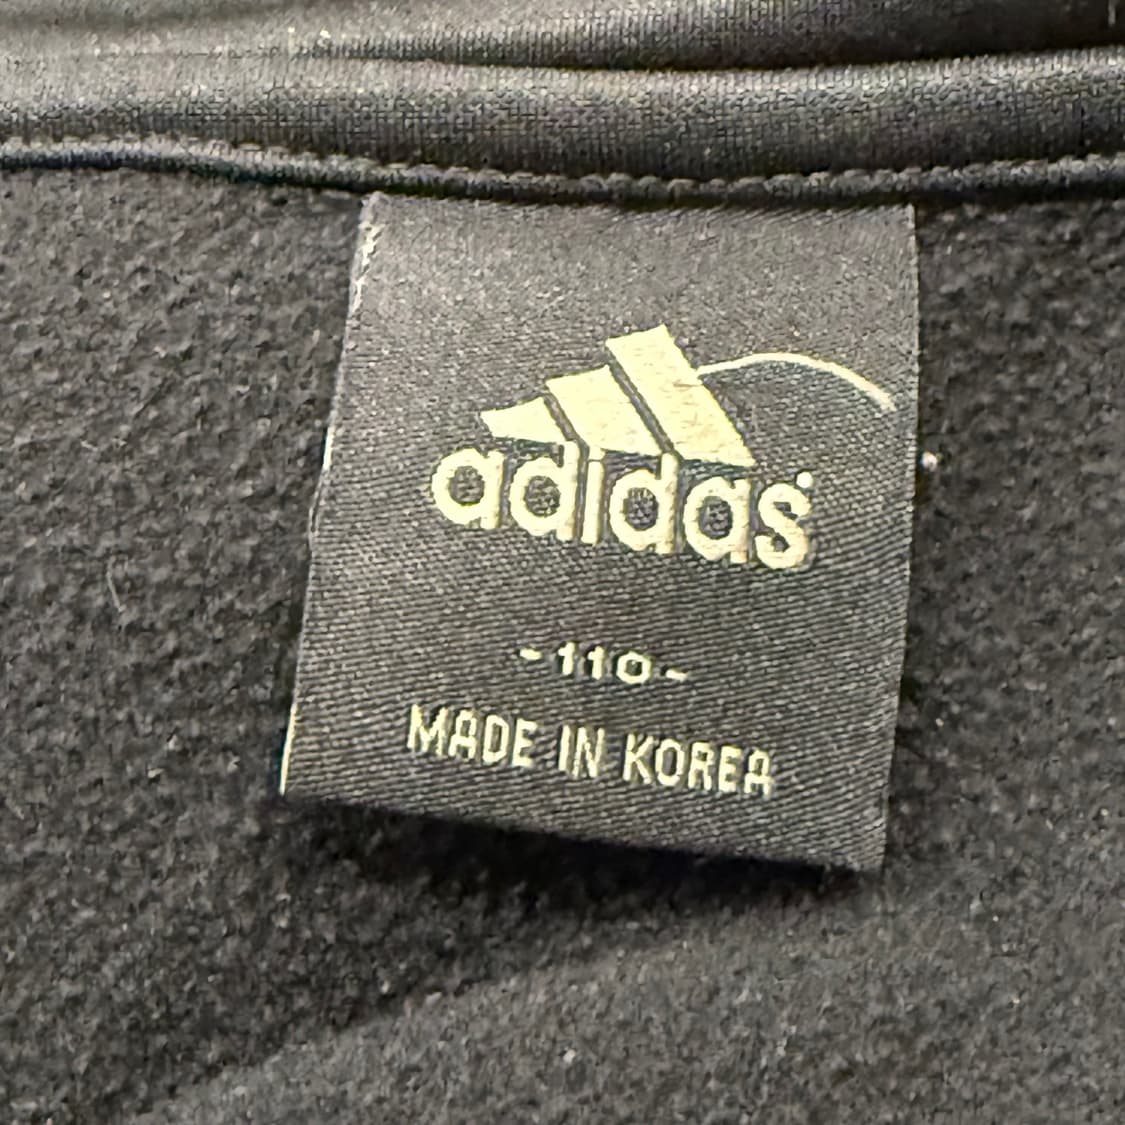 adidas
-110-
MADE IN KOREA